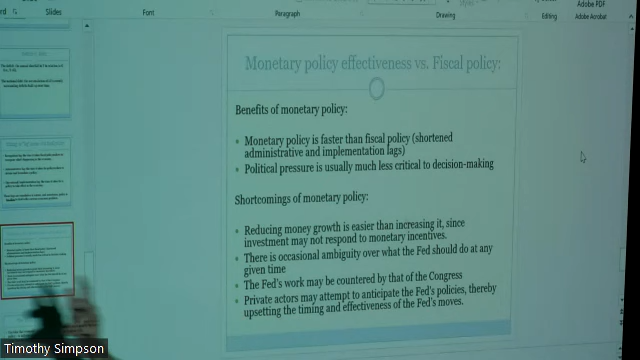 Slides
Font
Paragraph
Drawing
Editing
Adobe PDF
Adobe Acrobat
Monetary policy effectiveness vs. Fiscal policy:
Benefits of monetary policy:
• Monetary policy is faster than fiscal policy (shortened
administrative and implementation lags)
• Political pressure is usually much less critical to decision-making
Shortcomings of monetary policy:
• Reducing money growth is easier than increasing it, since
investment may not respond to monetary incentives.
• There is occasional ambiguity over what the Fed should do at any
given time
• The Fed's work may be countered by that of the Congress
• Private actors may attempt to anticipate the Fed's policies, thereby
upsetting the timing and effectiveness of the Fed's moves.
Timothy Simpson